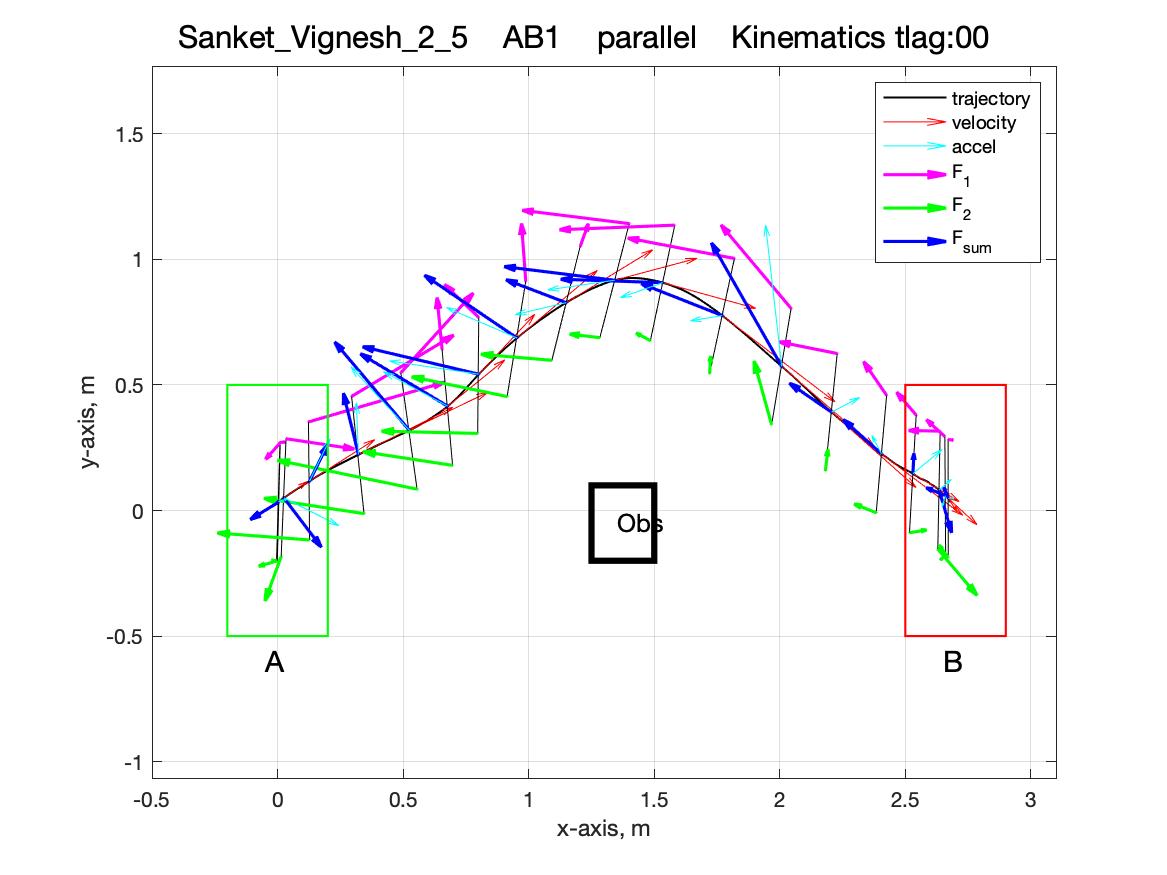 Sanket_Vignesh_2_5 AB1 parallel Kinematics tlag:00
trajectory
velocity
accel
F1
F2
Fsum
1.5
1
0.5
0
-0.5
-1
y-axis, m
Obs
A
B
-0.5 0 0.5 1 1.5 2 2.5 3
x-axis, m